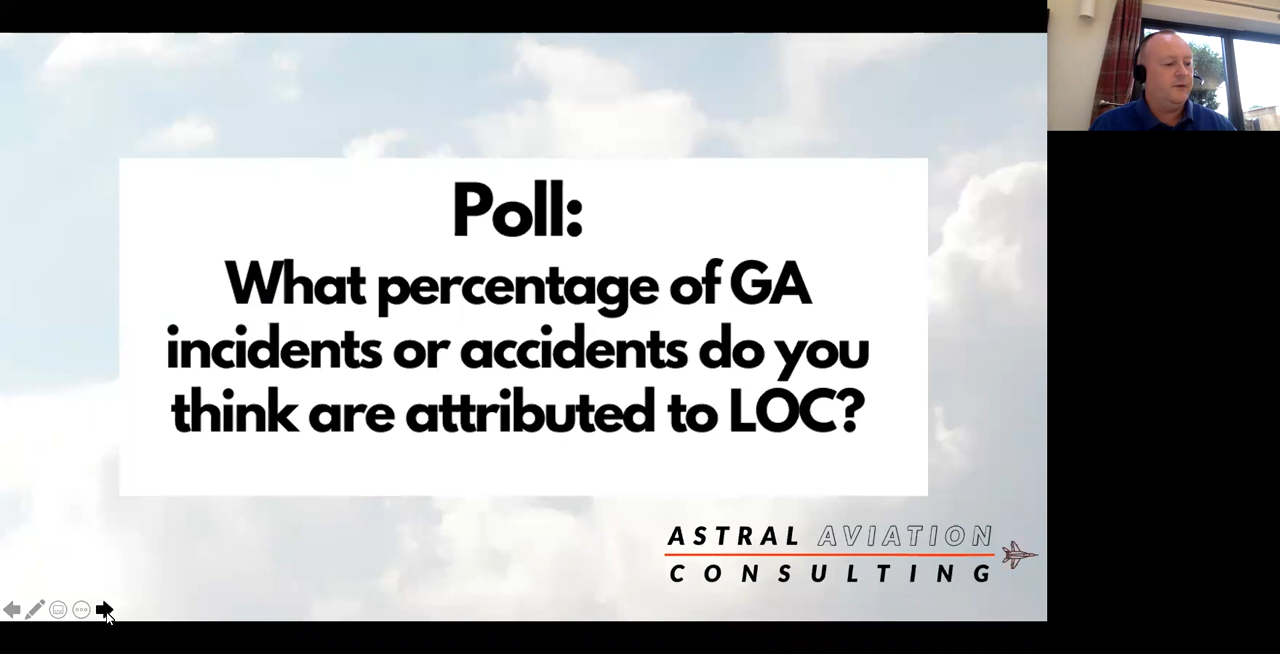 Poll:
What percentage of GA
incidents or accidents do you
think are attributed to LOC?
ASTRAL AVIATION
CONSULTING